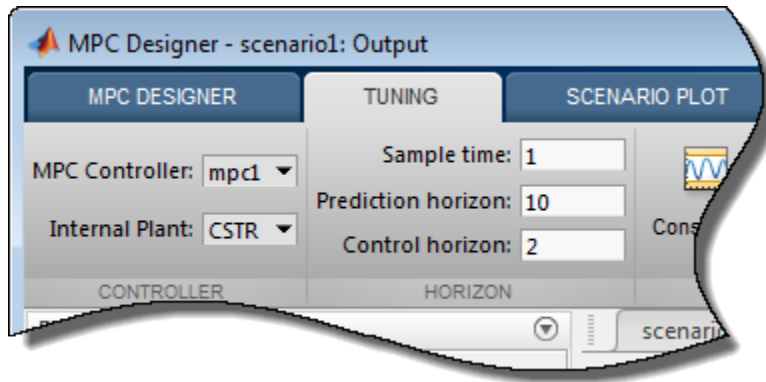 MPC Designer - scenario1: Output
MPC DESIGNER TUNING SCENARIO PLOT
MPC Controller: mpc1 Sample time: 1
Prediction horizon: 10
Internal Plant: CSTR Control horizon: 2
CONTROLLER HORIZON